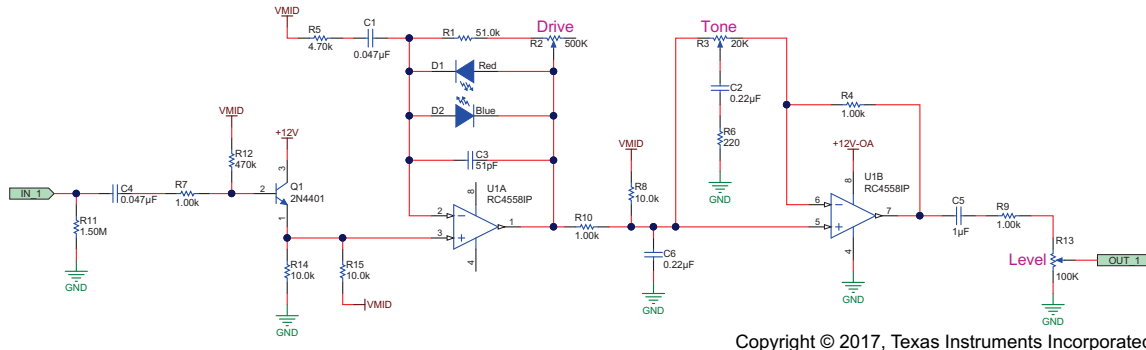 VMID
R5
4.70k
C1
0.047µF
R1
51.0k
Drive
R2
500K
D1
Red
D2
Blue
C3
51pF
Tone
R3
20K
C2
0.22µF
R6
220
GND
R4
1.00k
VMID
R12
470k
+12V
3
2
1
Q1
2N4401
IN_1
R11
1.50M
GND
C4
0.047µF
R7
1.00k
R14
10.0k
GND
R15
10.0k
VMID
U1A
RC4558IP
8
2
3
1
4
R10
1.00k
VMID
R8
10.0k
C6
0.22µF
GND
+12V-OA
U1B
RC4558IP
8
6
5
7
4
GND
C5
1µF
R9
1.00k
R13
Level
100K
OUT_1
GND
Copyright © 2017, Texas Instruments Incorporated